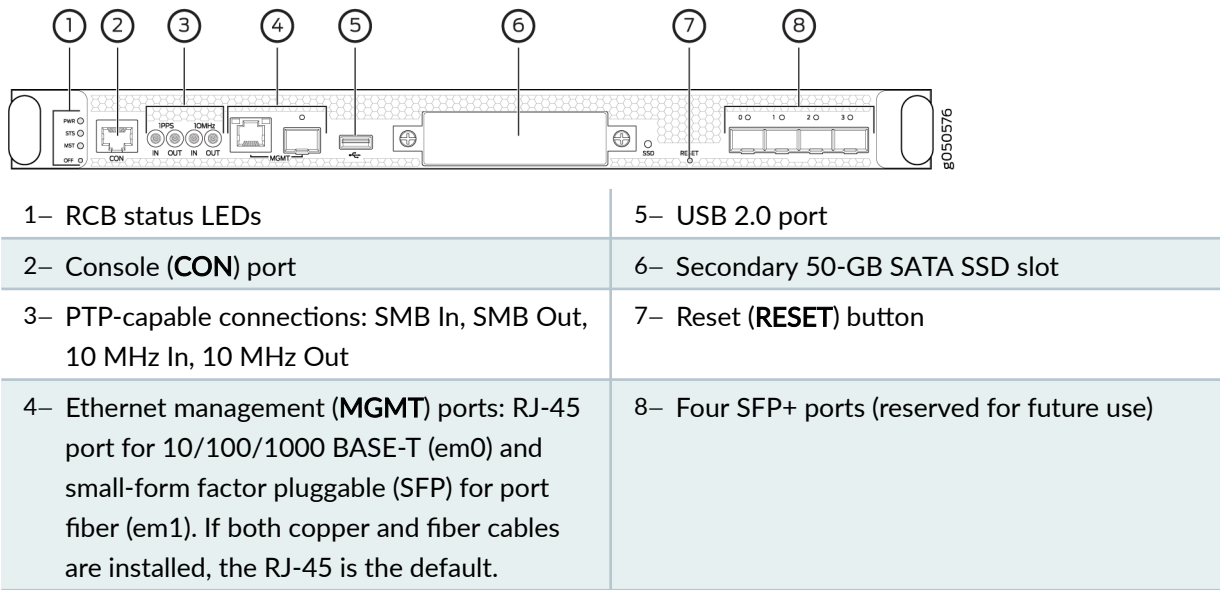 1 2 3 4 5 6 7 8
PWR
STS
MST
OFF
CON
1PPS 10MHz
IN OUT IN OUT
MGMT
SSD
RESET
0 1 2 3
g050576
1– RCB status LEDs
5– USB 2.0 port
2– Console (CON) port
6– Secondary 50-GB SATA SSD slot
3– PTP-capable connections: SMB In, SMB Out,
10 MHz In, 10 MHz Out
7– Reset (RESET) button
4– Ethernet management (MGMT) ports: RJ-45
port for 10/100/1000 BASE-T (em0) and
small-form factor pluggable (SFP) for port
fiber (em1). If both copper and fiber cables
are installed, the RJ-45 is the default.
8– Four SFP+ ports (reserved for future use)